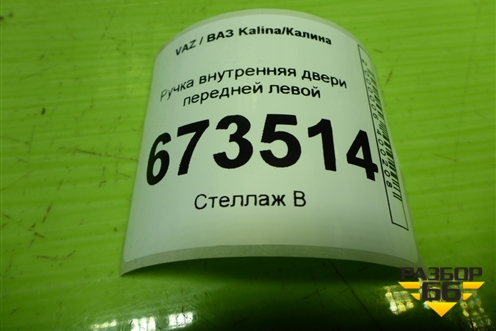 VAZ / ВАЗ Kalina/Калина
Ручка внутренняя двери
передней левой
673514
Стеллаж В
РАЗБОР
66